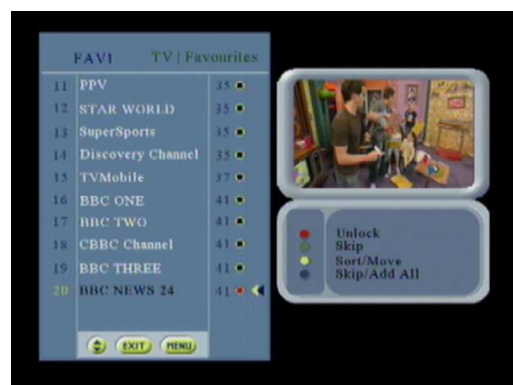 FAV1 TV | Favourites
11 PPV 35
12 STAR WORLD 35
13 SuperSports 35
14 Discovery Channel 35
15 TVMobile 37
16 BBC ONE 41
17 BBC TWO 41
18 CBBC Channel 41
19 BBC THREE 41
20 BBC NEWS 24 41
EXIT MENU
Unlock
Skip
Sort/Move
Skip/Add All